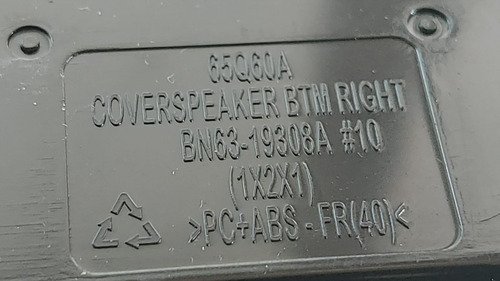 65Q60A
COVERSPEAKER BTM RIGHT
BN63-19308A #10
(1X2X1)
>PC+ABS - FR(40)<